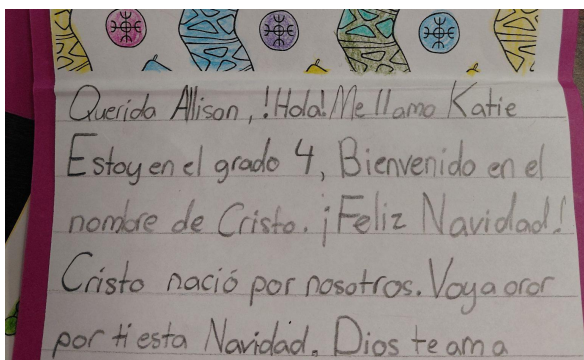 Querida Allison, !Hola! Me llamo Katie
Estoy en el grado 4, Bienvenido en el
nombre de Cristo. ¡Feliz Navidad!
Cristo nació por nosotros. Voy a oror
por ti esta Navidad. Dios te ama